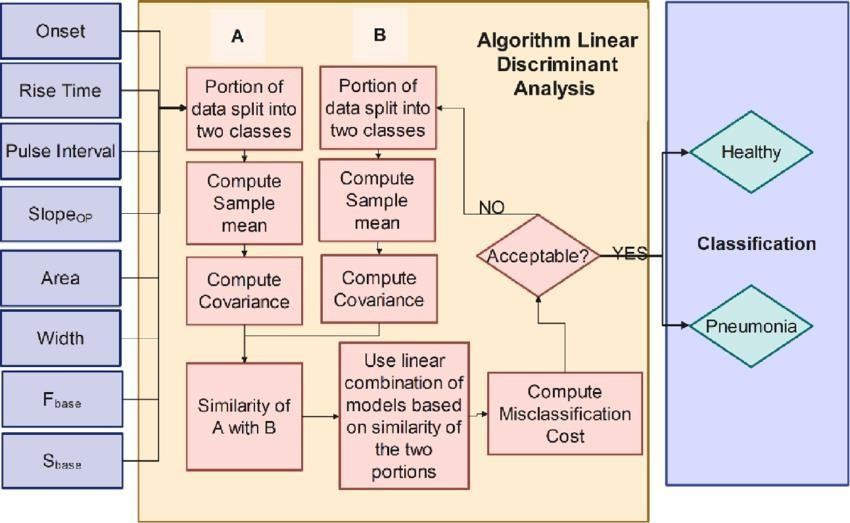 Onset
Rise Time
Pulse Interval
SlopeOP
Area
Width
Fbase
Sbase
A
B
Algorithm Linear
Discriminant
Analysis
Portion of
data split into
two classes
Compute
Sample
mean
Compute
Covariance
Portion of
data split into
two classes
Compute
Sample
mean
Compute
Covariance
Similarity of
A with B
Use linear
combination of
models based
on similarity of
the two
portions
Compute
Misclassification
Cost
Acceptable?
NO
YES
Healthy
Classification
Pneumonia